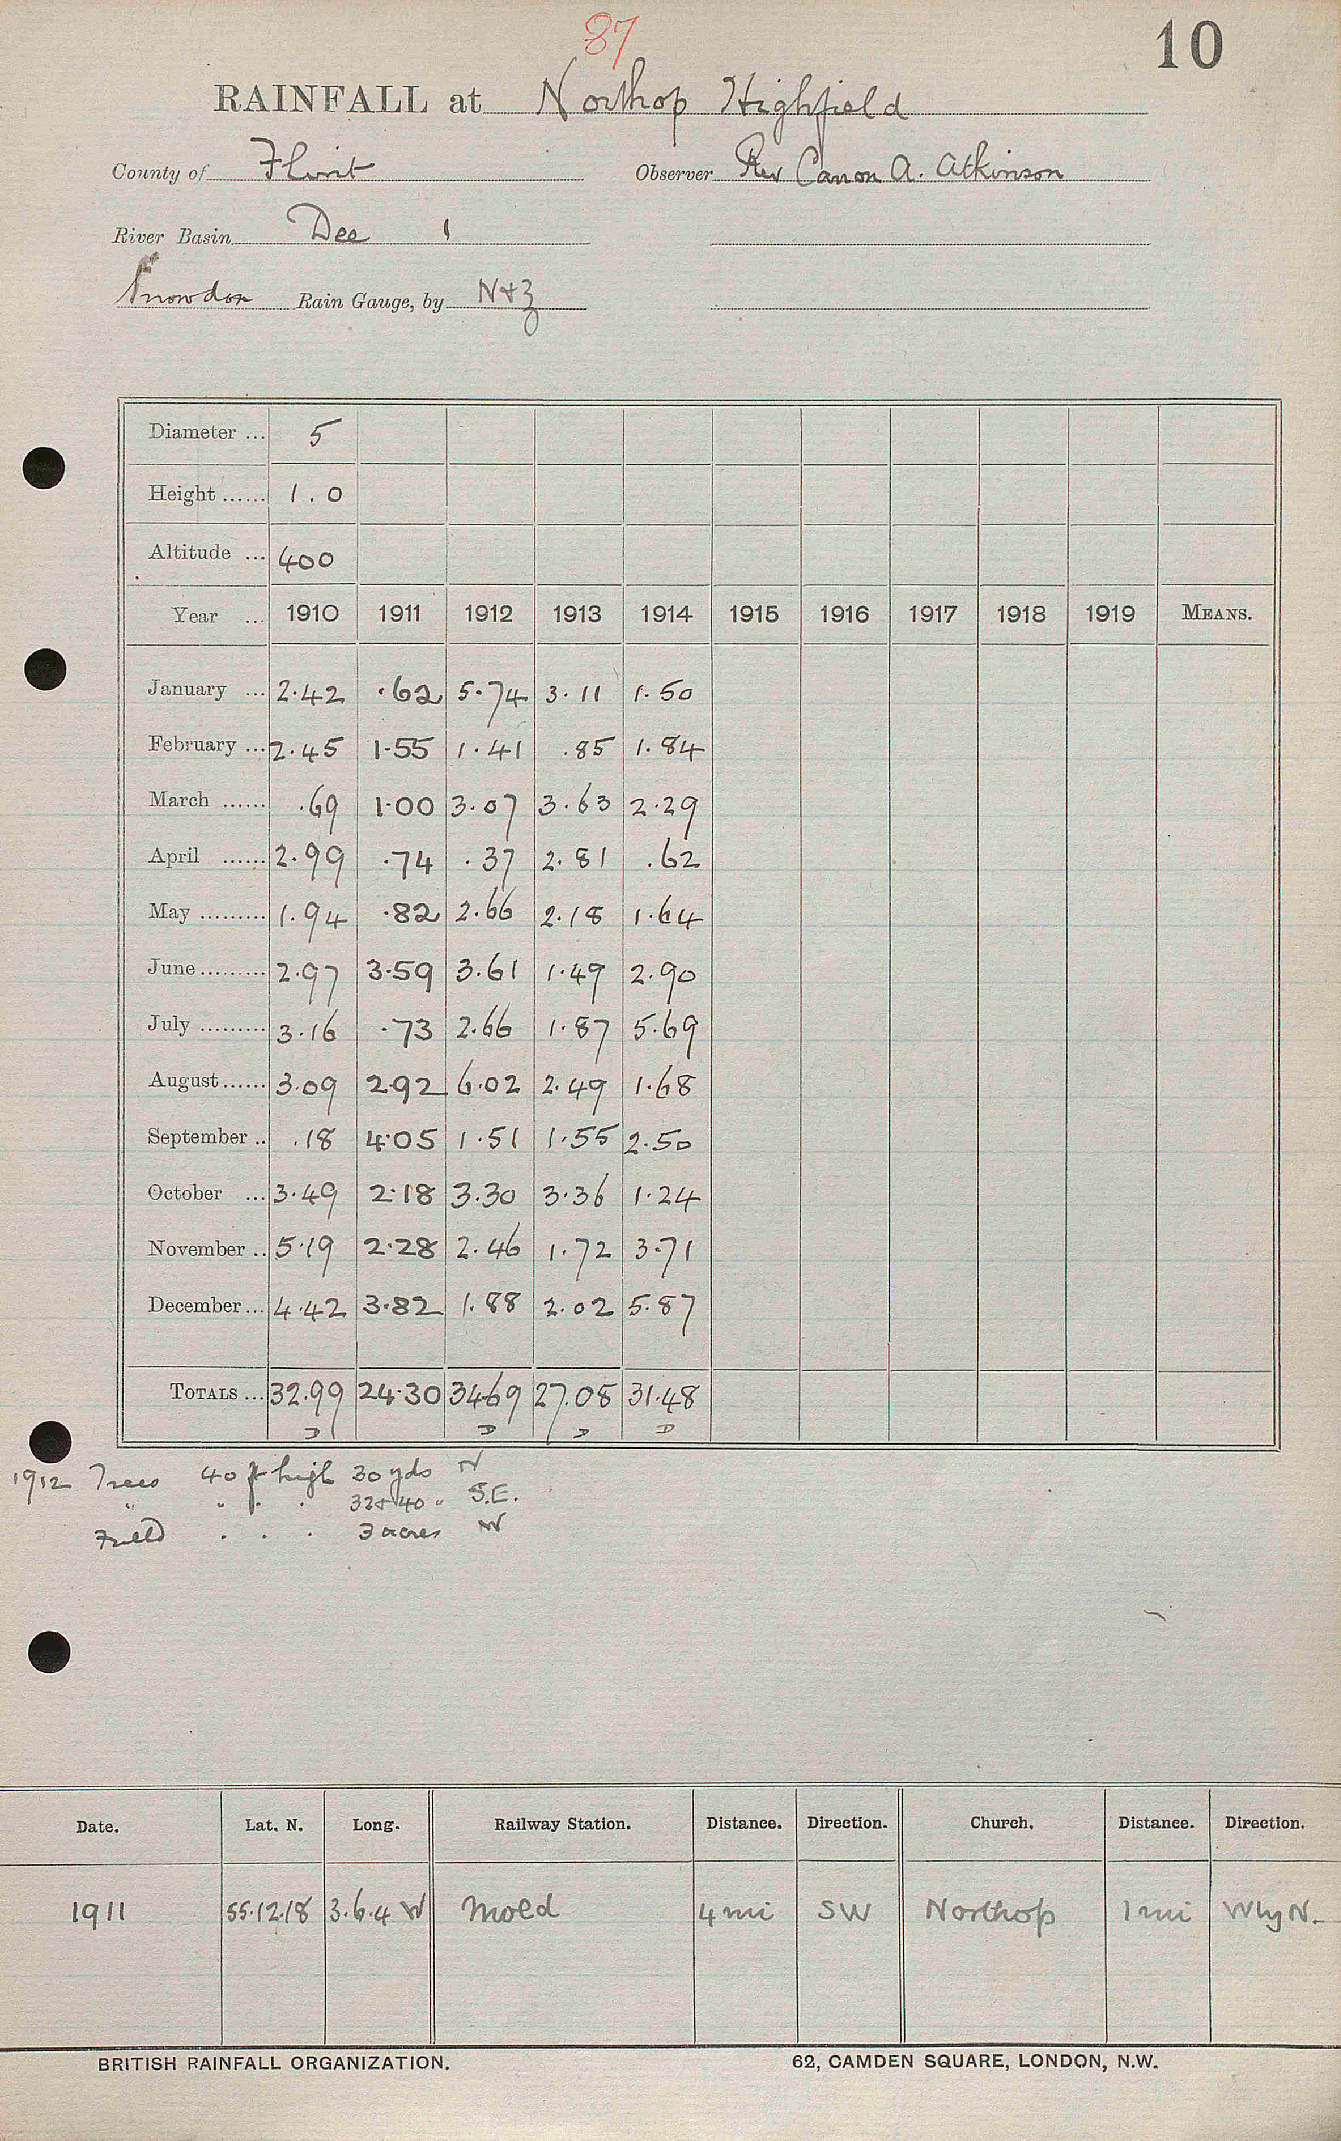 87
10
RAINFALL at Northop Highfield
County of Flint Observer Rev Canon A. Atkinson
River Basin Dee 1
Snowdon Rain Gauge, by N+Z
Diameter ... 5
Height ...... 1.0
Altitude ... 400
Year ... 1910 1911 1912 1913 1914 1915 1916 1917 1918 1919 MEANS.
January ... 2.42 .62 5.74 3.11 1.50
February ... 2.45 1.55 1.41 .85 1.84
March ...... .69 1.00 3.07 3.63 2.29
April ...... 2.99 .74 .37 2.81 .62
May ......... 1.94 .82 2.66 2.18 1.64
June ......... 2.97 3.59 3.61 1.49 2.90
July ......... 3.16 .73 2.66 1.87 5.69
August ...... 3.09 2.92 6.02 2.49 1.68
September .. .18 4.05 1.51 1.55 2.50
October ... 3.49 2.18 3.30 3.36 1.24
November .. 5.19 2.28 2.46 1.72 3.71
December ... 4.42 3.82 1.88 2.02 5.87
TOTALS ... 32.99 24.30 34.69 27.08 31.48
D D D D
1912 Trees 40 ft high 30 yds N
" " . . 32+40 " S.E.
Field . . . 3 acres W
Date. Lat. N. Long. Railway Station. Distance. Direction. Church. Distance. Direction.
1911 55.12.18 3.6.4 W Mold 4 mi SW Northop 1 mi W by N.
BRITISH RAINFALL ORGANIZATION. 62, CAMDEN SQUARE, LONDON, N.W.